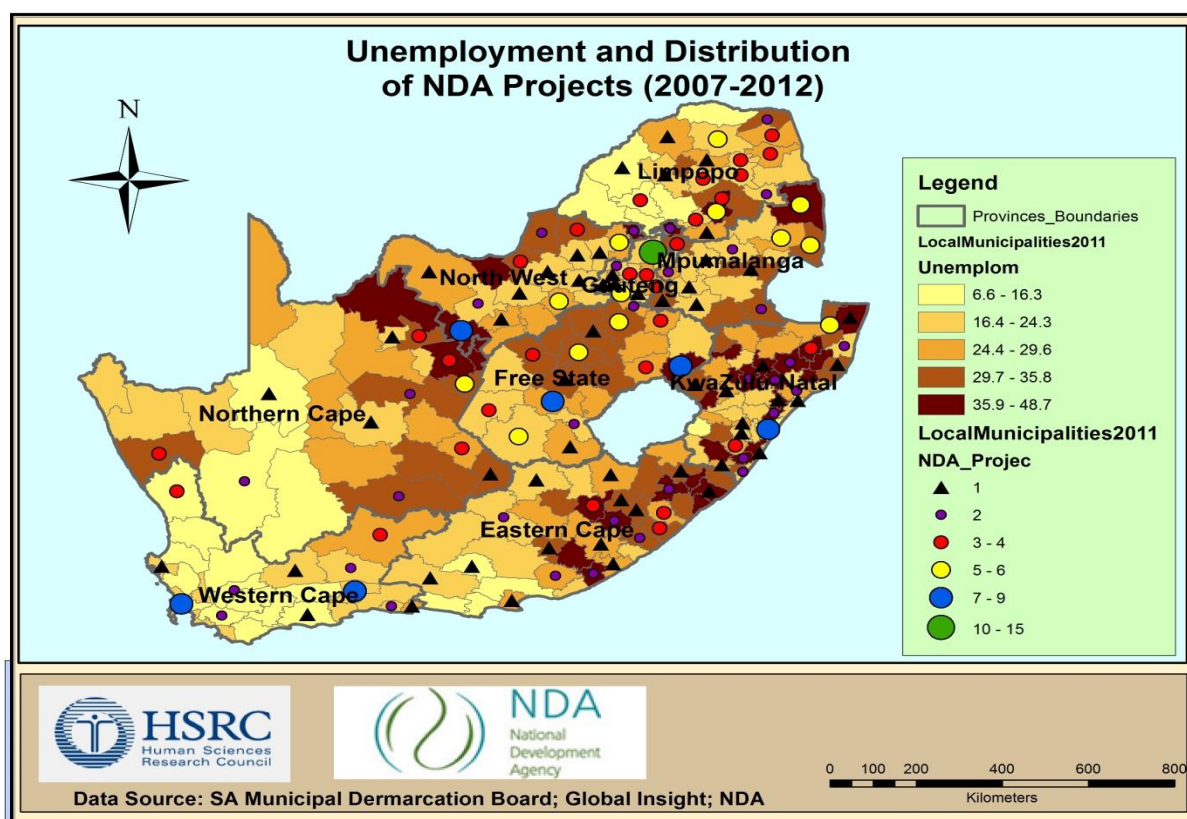 Unemployment and Distribution
of NDA Projects (2007-2012)
N
Limpopo
North West
Mpumalanga
Gauteng
Free State
KwaZulu-Natal
Northern Cape
Eastern Cape
Western Cape
Legend
Provinces_Boundaries
LocalMunicipalities2011
Unemplom
6.6 - 16.3
16.4 - 24.3
24.4 - 29.6
29.7 - 35.8
35.9 - 48.7
LocalMunicipalities2011
NDA_Projec
1
2
3 - 4
5 - 6
7 - 9
10 - 15
HSRC
Human Sciences
Research Council
NDA
National
Development
Agency
0 100 200 400 600 800
Kilometers
Data Source: SA Municipal Dermarcation Board; Global Insight; NDA